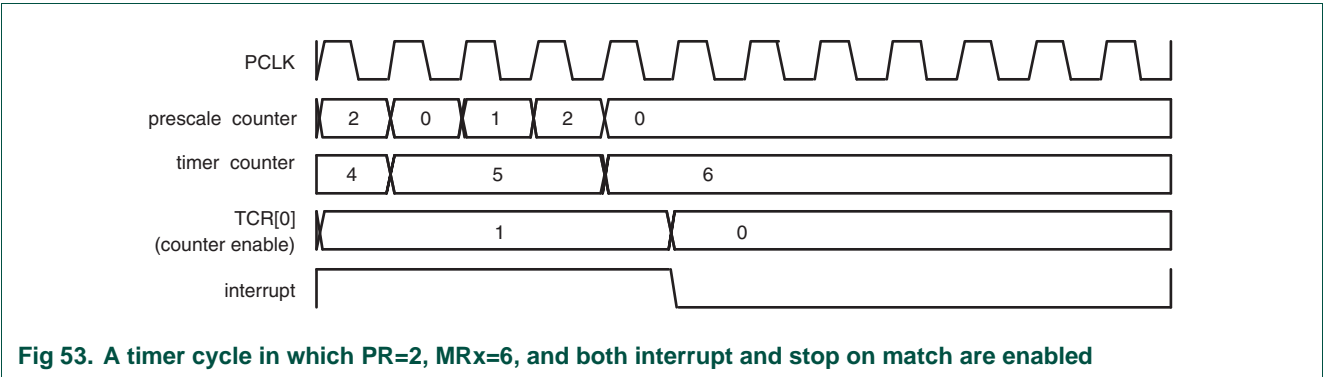 PCLK
prescale counter 2 0 1 2 0
timer counter 4 5 6
TCR[0]
(counter enable) 1 0
interrupt
Fig 53. A timer cycle in which PR=2, MRx=6, and both interrupt and stop on match are enabled